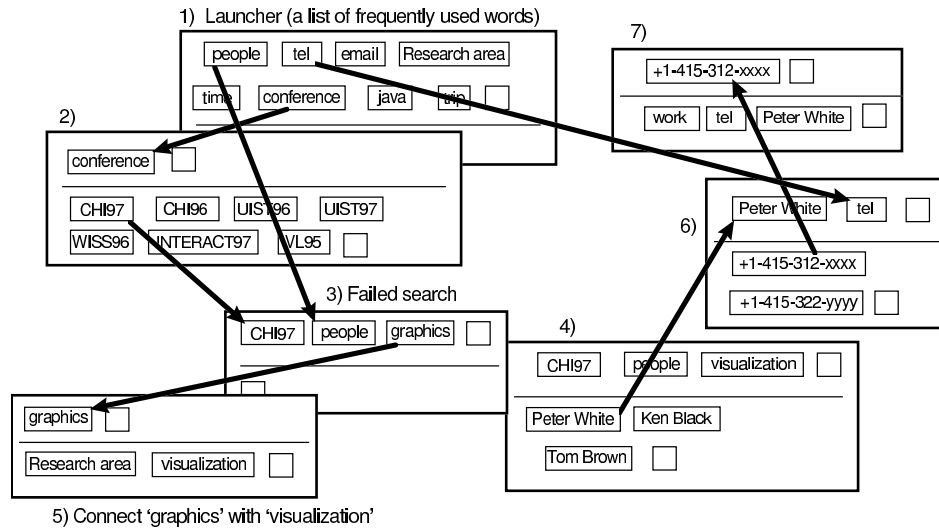 1) Launcher (a list of frequently used words)
people tel email Research area
time conference java trip
2)
conference
CHI97 CHI96 UIST96 UIST97
WISS96 INTERACT97 VL95
3) Failed search
CHI97 people graphics
4)
CHI97 people visualization
Peter White Ken Black
Tom Brown
graphics
Research area visualization
5) Connect ‘graphics’ with ‘visualization’
6)
Peter White tel
+1-415-312-xxxx
+1-415-322-yyyy
7)
+1-415-312-xxxx
work tel Peter White